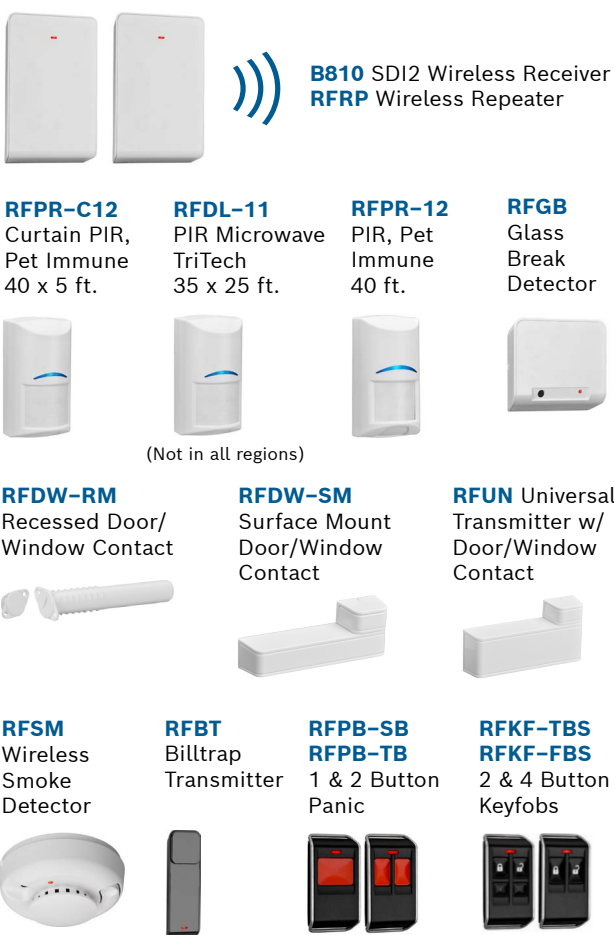 B810 SDI2 Wireless Receiver
RFRP Wireless Repeater
RFPR–C12
Curtain PIR,
Pet Immune
40 x 5 ft.
RFDL–11
PIR Microwave
TriTech
35 x 25 ft.
(Not in all regions)
RFPR–12
PIR, Pet
Immune
40 ft.
RFGB
Glass
Break
Detector
RFDW–RM
Recessed Door/
Window Contact
RFDW–SM
Surface Mount
Door/Window
Contact
RFUN Universal
Transmitter w/
Door/Window
Contact
RFSM
Wireless
Smoke
Detector
RFBT
Billtrap
Transmitter
RFPB–SB
RFPB–TB
1 & 2 Button
Panic
RFKF–TBS
RFKF–FBS
2 & 4 Button
Keyfobs